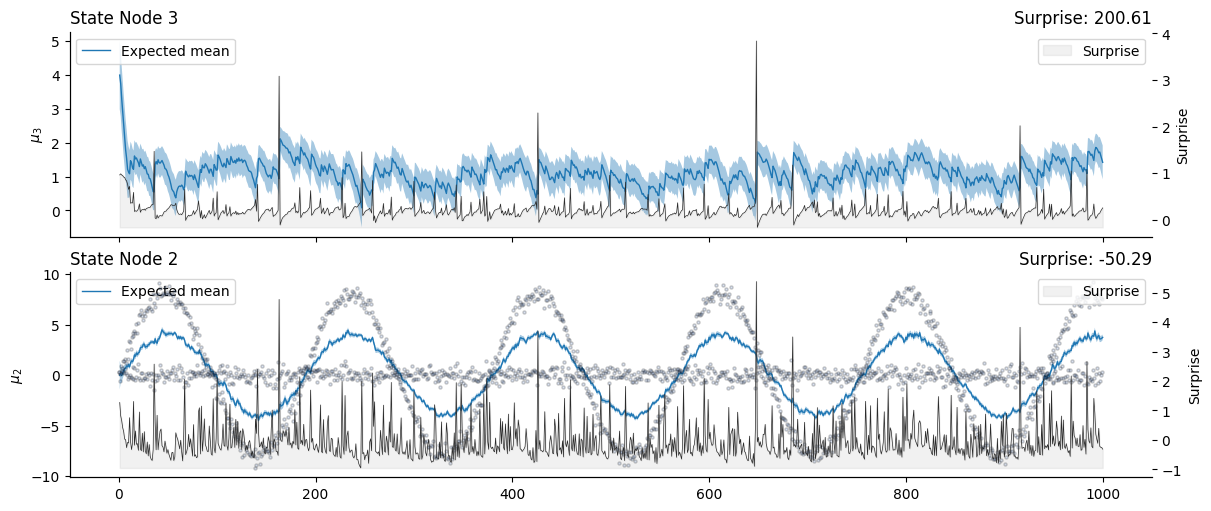 State Node 3
Surprise: 200.61
Expected mean
Surprise
5
4
3
2
1
0
μ3
4
3
2
1
0
Surprise
State Node 2
Surprise: -50.29
Expected mean
Surprise
10
5
0
−5
−10
μ2
5
4
3
2
1
0
−1
Surprise
0
200
400
600
800
1000